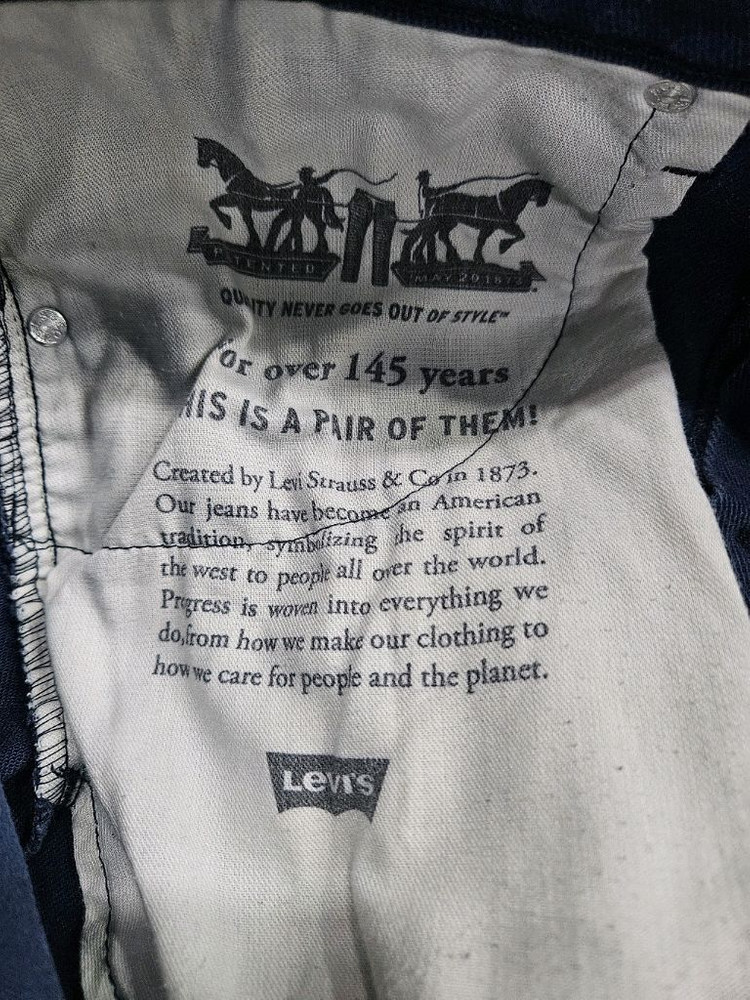 PATENTED
MAY 20 187
QUALITY NEVER GOES OUT OF STYLE™
or over 145 years
HIS IS A PAIR OF THEM!
Created by Levi Strauss & Co in 1873.
Our jeans have become an American
tradition, symbolizing the spirit of
the west to people all over the world.
Progress is woven into everything we
do,from how we make our clothing to
how we care for people and the planet.
Levi's